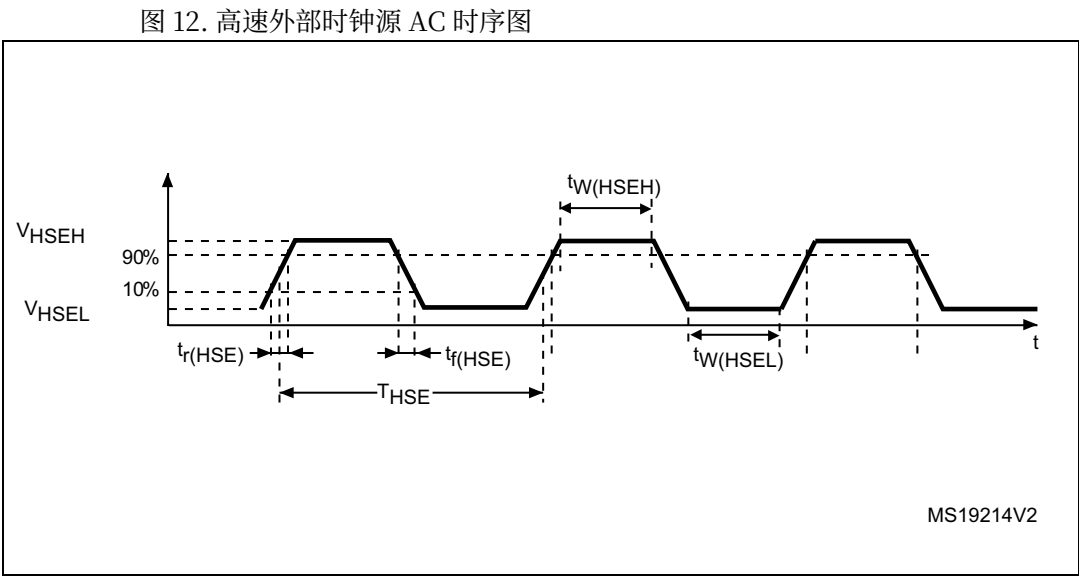 图 12. 高速外部时钟源 AC 时序图
tW(HSEH)
VHSEH
90%
10%
VHSEL
tr(HSE)
tf(HSE)
tW(HSEL)
t
THSE
MS19214V2